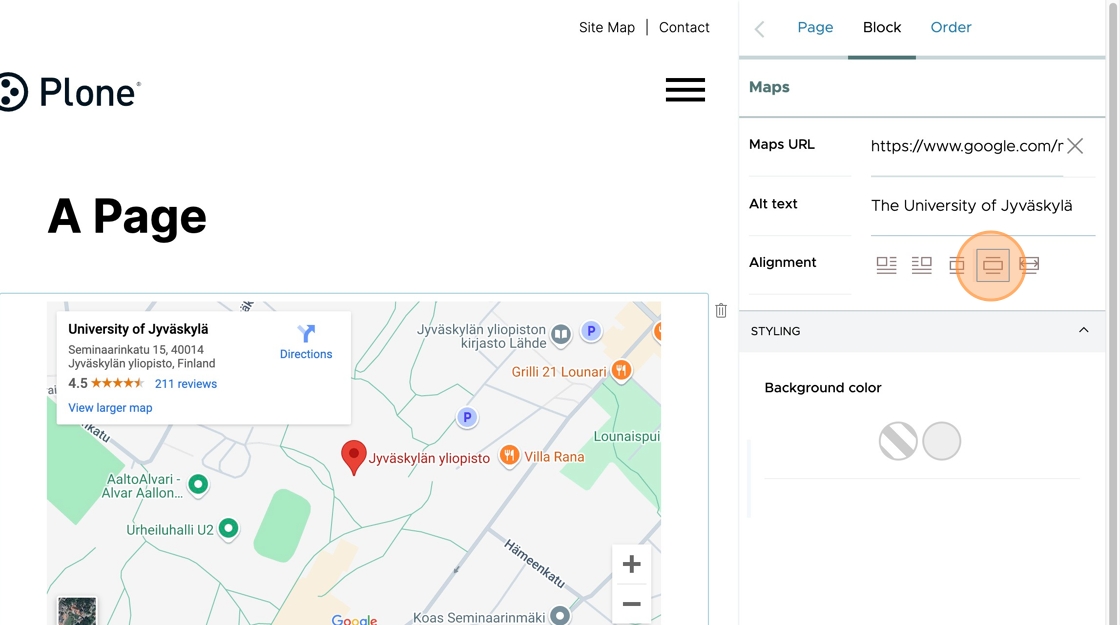 Site Map | Contact
Plone®
A Page
University of Jyväskylä
Seminaarinkatu 15, 40014
Jyväskylän yliopisto, Finland
4.5
211 reviews
View larger map
Directions
Jyväskylän yliopiston
kirjasto Lähde
P
Grilli 21 Lounari
P
Lounaispui
katu
Jyväskylän yliopisto
Villa Rana
AaltoAlvari -
Alvar Aallon...
Urheiluhalli U2
Hämeenkatu
Google
Koas Seminaarinmäki
+
−
Page
Block
Order
Maps
Maps URL
https://www.google.com/r
Alt text
The University of Jyväskylä
Alignment
STYLING
Background color